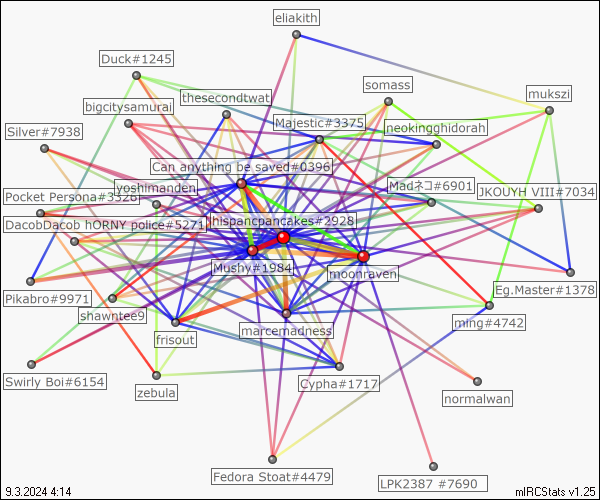 eliakith
Duck#1245
somass
mukszi
bigcitysamurai
thesecondtwat
Majestic#3375
neokingghidorah
Silver#7938
Can anything be saved#0396
Pocket Persona#3326
yoshimanden
Madネコ#6901
JKOUYH VIII#7034
DacobDacob hORNY police#5271
hispancpancakes#2928
Mushy#1984
moonraven
Pikabro#9971
Eg.Master#1378
shawntee9
frisout
marcemadness
ming#4742
Swirly Boi#6154
zebula
Cypha#1717
normalwan
Fedora Stoat#4479
LPK2387 #7690
9.3.2024 4:14
mIRCStats v1.25